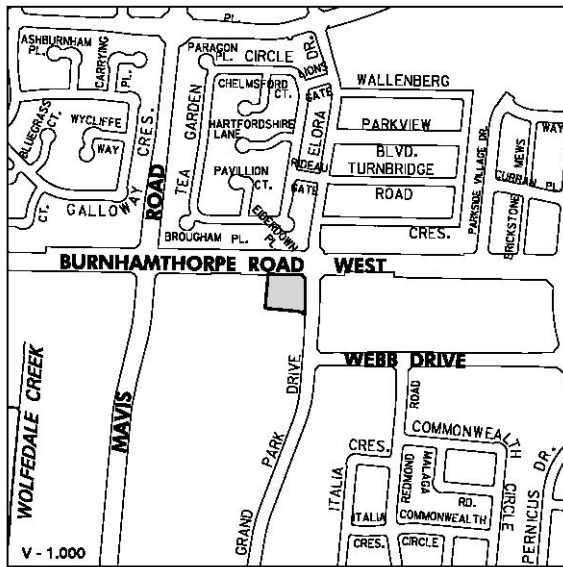 PL.
ASHBURNHAM
PL.
CARRYING
PL.
PARAGON
PL.
CIRCLE
DR.
LIONS
GATE
WALLENBERG
CHELMSFORD
CT.
BLUEGRASS
CT.
WYCLIFFE
WAY
CRES.
TEA GARDEN
HARTFORDSHIRE
LANE
ELORA
PARKVIEW
BLVD.
TURNBRIDGE
ROAD
RIDEAU
GATE
PARKSIDE VILLAGE DR.
MEWS
WAY
CURRAN PL.
BRICKSTONE
PAVILLION
CT.
EIDERDOWN
PL.
CT.
GALLOWAY
ROAD
BROUGHAM PL.
CRES.
BURNHAMTHORPE ROAD WEST
WEBB DRIVE
WOLFEDALE CREEK
MAVIS
GRAND PARK DRIVE
ROAD
COMMONWEALTH
CIRCLE
CRES.
ITALIA
REDMOND
MALAGA
RD.
ITALIA
COMMONWEALTH
CRES.
CIRCLE
PERNICUS
DR.
V - 1.000